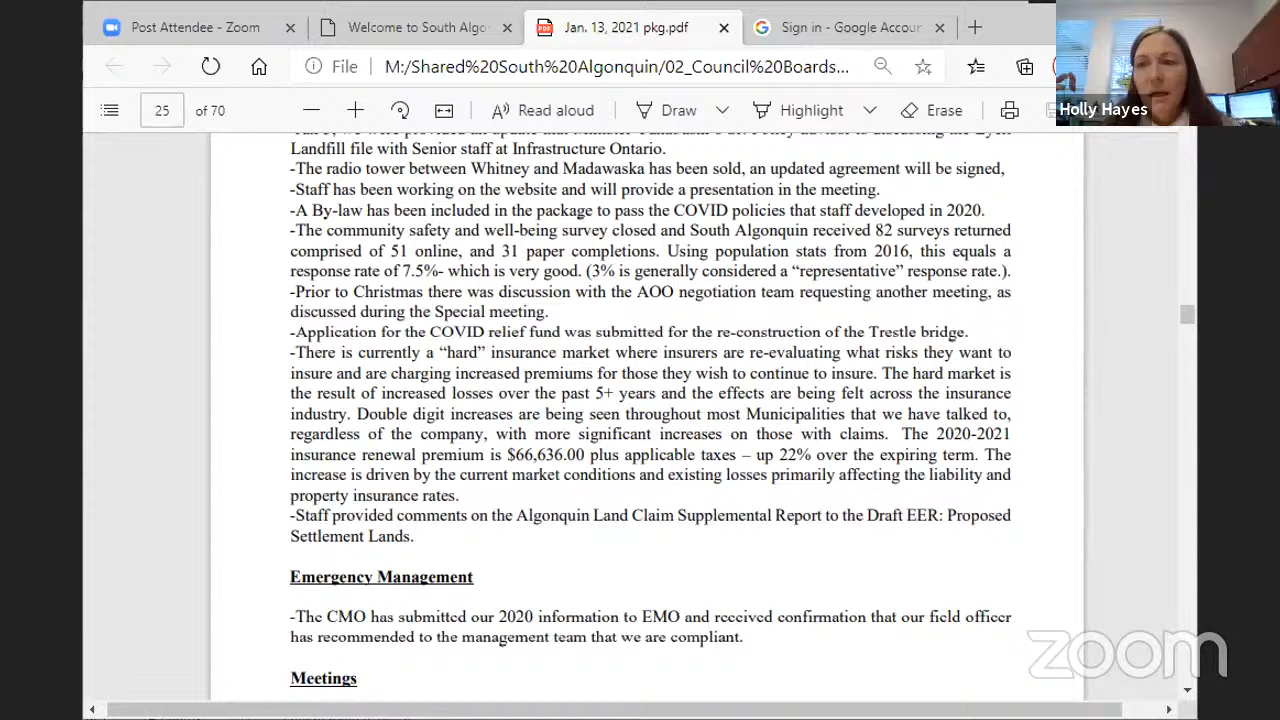 Post Attendee - Zoom
Welcome to South Algo
Jan. 13, 2021 pkg.pdf
Sign in - Google Accour
File
M:/Shared%20South%20Algonquin/02_Council%20Boards...
Holly Hayes
25 of 70
Read aloud
Draw
Highlight
Erase
Landfill file with Senior staff at Infrastructure Ontario.
-The radio tower between Whitney and Madawaska has been sold, an updated agreement will be signed,
-Staff has been working on the website and will provide a presentation in the meeting.
-A By-law has been included in the package to pass the COVID policies that staff developed in 2020.
-The community safety and well-being survey closed and South Algonquin received 82 surveys returned
comprised of 51 online, and 31 paper completions. Using population stats from 2016, this equals a
response rate of 7.5%- which is very good. (3% is generally considered a “representative” response rate.).
-Prior to Christmas there was discussion with the AOO negotiation team requesting another meeting, as
discussed during the Special meeting.
-Application for the COVID relief fund was submitted for the re-construction of the Trestle bridge.
-There is currently a “hard” insurance market where insurers are re-evaluating what risks they want to
insure and are charging increased premiums for those they wish to continue to insure. The hard market is
the result of increased losses over the past 5+ years and the effects are being felt across the insurance
industry. Double digit increases are being seen throughout most Municipalities that we have talked to,
regardless of the company, with more significant increases on those with claims. The 2020-2021
insurance renewal premium is $66,636.00 plus applicable taxes – up 22% over the expiring term. The
increase is driven by the current market conditions and existing losses primarily affecting the liability and
property insurance rates.
-Staff provided comments on the Algonquin Land Claim Supplemental Report to the Draft EER: Proposed
Settlement Lands.
Emergency Management
-The CMO has submitted our 2020 information to EMO and received confirmation that our field officer
has recommended to the management team that we are compliant.
Meetings
zoom